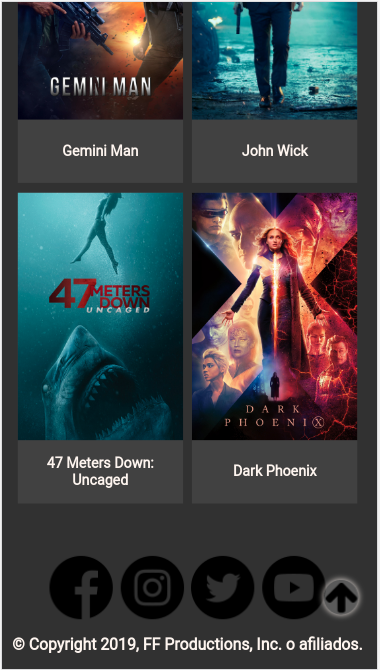 GEMINI MAN
Gemini Man
John Wick
47 METERS
DOWN
UNCAGED
DARK
PHOENIX
47 Meters Down:
Uncaged
Dark Phoenix
© Copyright 2019, FF Productions, Inc. o afiliados.